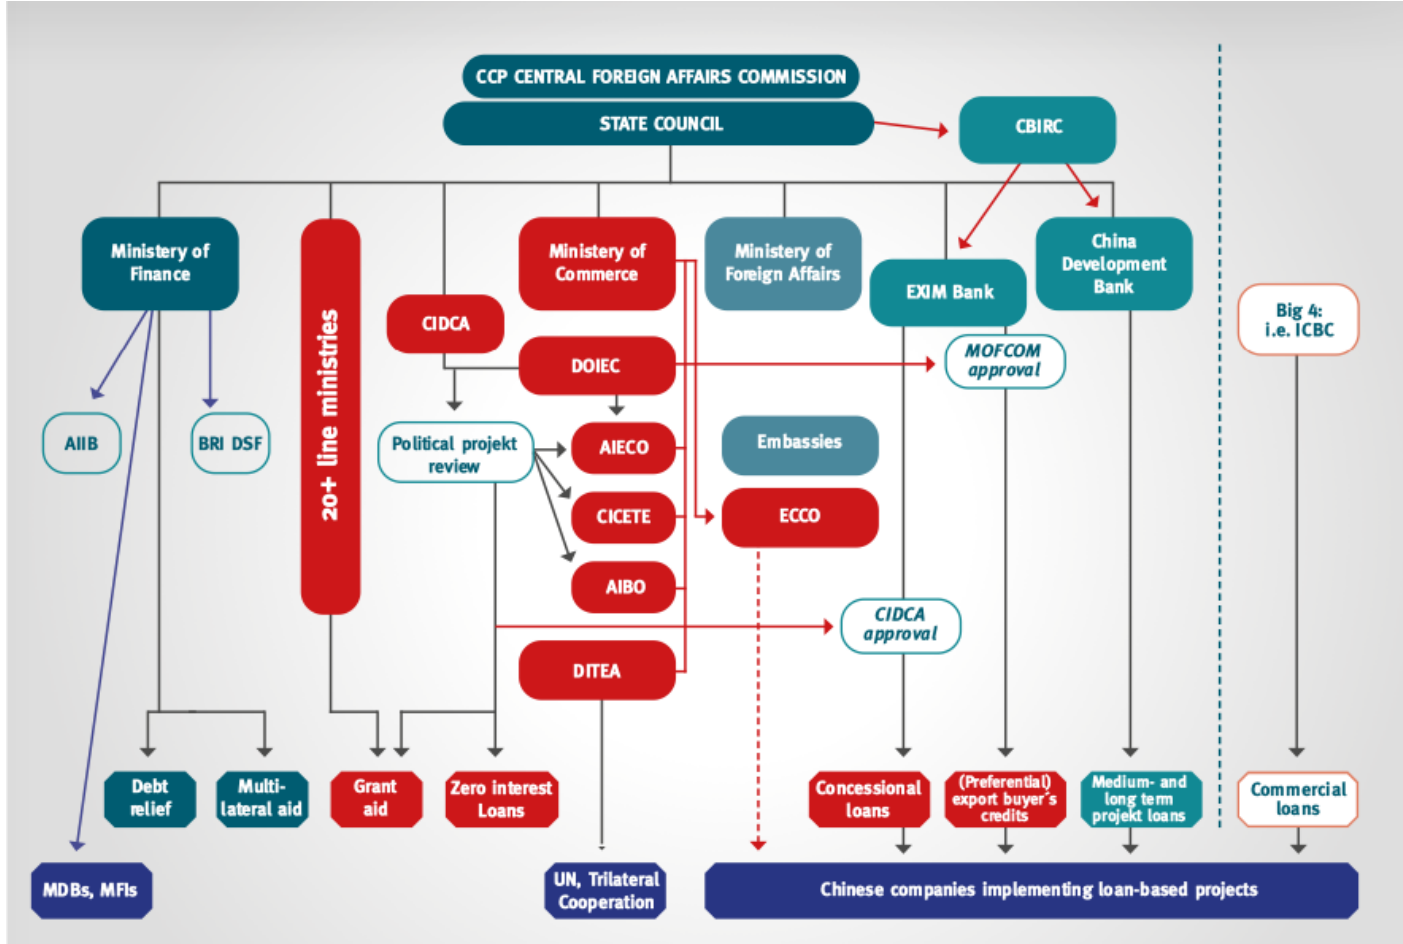 CCP CENTRAL FOREIGN AFFAIRS COMMISSION
STATE COUNCIL
CBIRC
Ministery of
Finance
20+ line ministries
CIDCA
Ministery of
Commerce
Ministery of
Foreign Affairs
EXIM Bank
China
Development
Bank
Big 4:
i.e. ICBC
DOIEC
MOFCOM
approval
AIIB
BRI DSF
Political projekt
review
AIECO
Embassies
CICETE
ECCO
AIBO
CIDCA
approval
DITEA
Debt
relief
Multi-
lateral aid
Grant
aid
Zero interest
Loans
Concessional
loans
(Preferential)
export buyer´s
credits
Medium- and
long term
projekt loans
Commercial
loans
MDBs, MFIs
UN, Trilateral
Cooperation
Chinese companies implementing loan-based projects